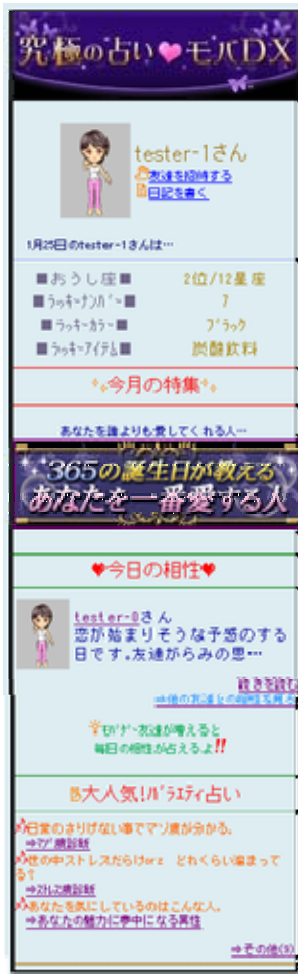 究極の占い♥モバDX
tester-1さん
友達を招待する
日記を書く
1月25日のtester-1さんは…
■おうし座■ 2位/12星座
■ラッキーナンバー■ 7
■ラッキーカラー■ ブラック
■ラッキーアイテム■ 炭酸飲料
今月の特集
あなたを誰よりも愛してくれる人…
365の誕生日が教える
あなたを一番愛する人
♥今日の相性♥
tester-0さん
恋が始まりそうな予感のする
日です。友達がらみの思…
続きを読む
⇒他の友達との相性を見る
モバゲー友達が増えると
毎日の相性が占えるよ!!
大人気!バラエティ占い
日常のさりげない事でマゾ度が分かる。
⇒マゾ度診断
世の中ストレスだらけorz どれくらい溜まって
る?
⇒ストレス度診断
あなたを気にしているのはこんな人。
⇒あなたの魅力に夢中になる異性
⇒その他(9)